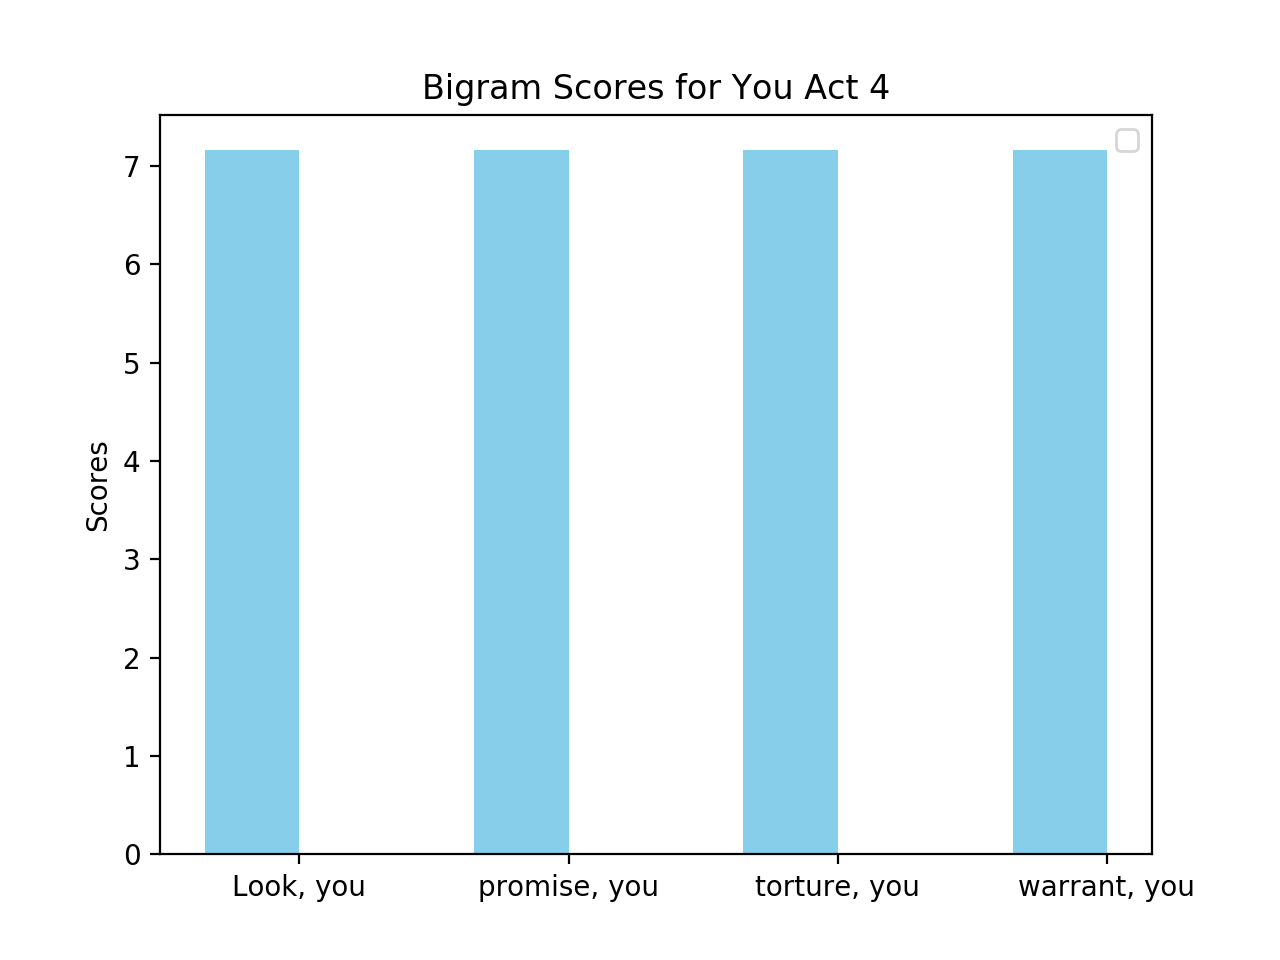 Bigram Scores for You Act 4
7
6
5
4
3
2
1
0
Scores
Look, you
promise, you
torture, you
warrant, you